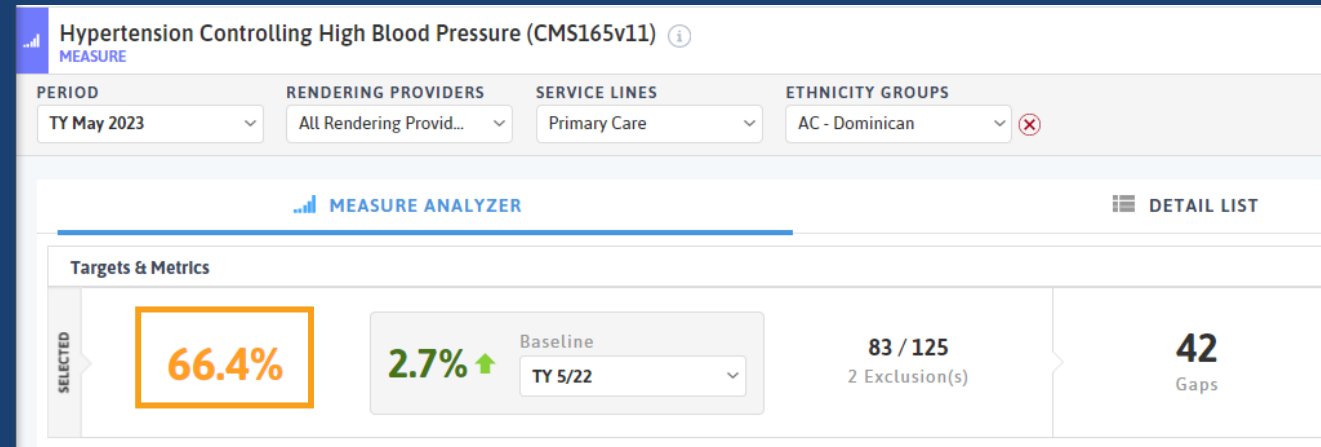 Hypertension Controlling High Blood Pressure (CMS165v11) i
MEASURE
PERIOD RENDERING PROVIDERS SERVICE LINES ETHNICITY GROUPS
TY May 2023 All Rendering Provid... Primary Care AC - Dominican
MEASURE ANALYZER DETAIL LIST
Targets & Metrics
SELECTED
66.4% 2.7% Baseline
TY 5/22
83 / 125
2 Exclusion(s)
42
Gaps